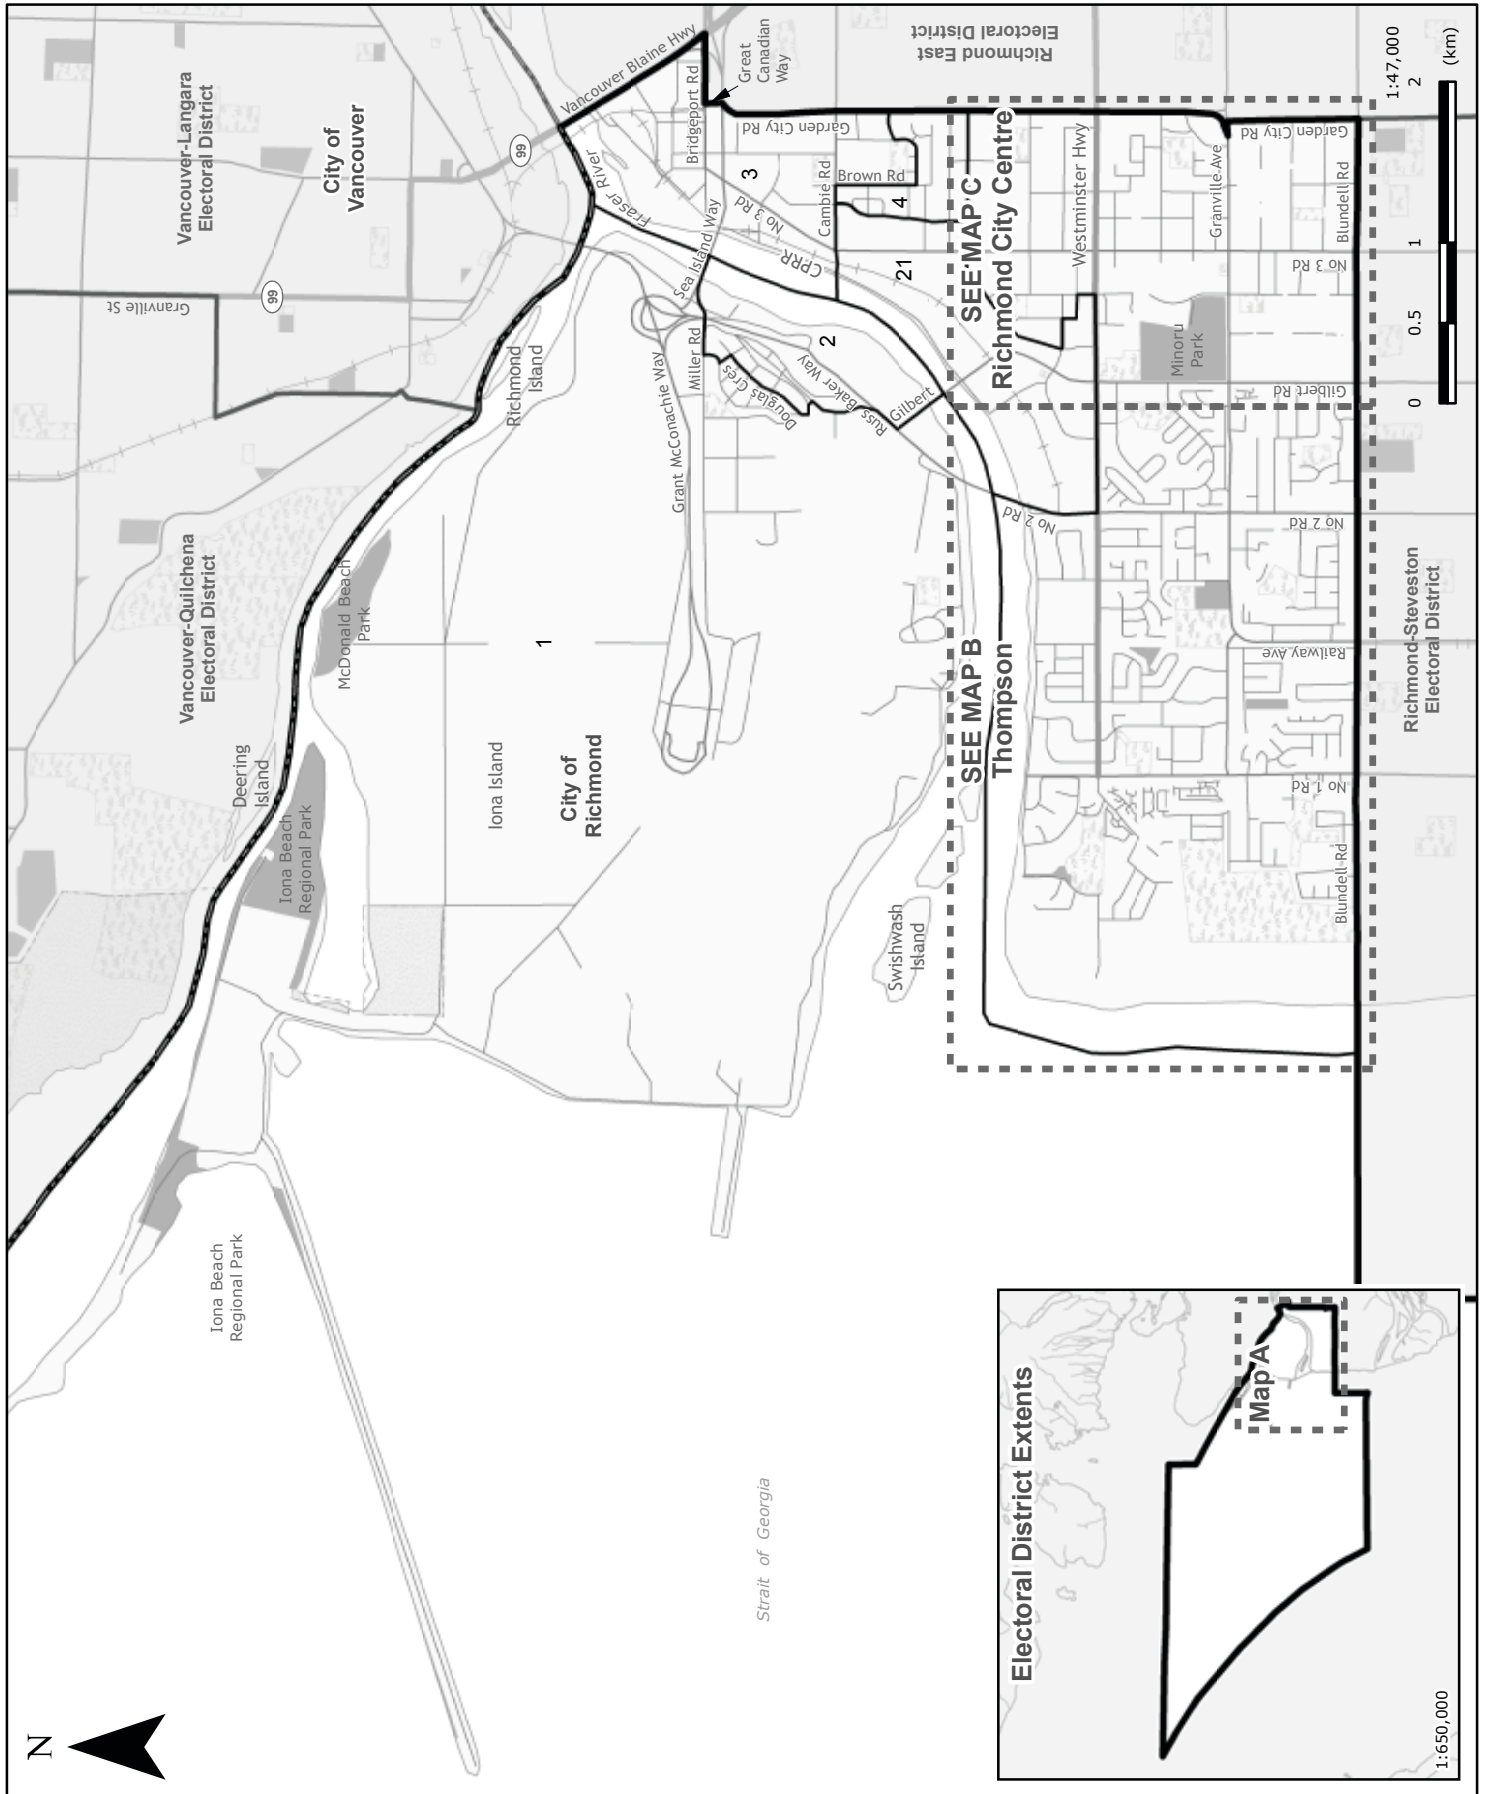 Vancouver-Langara
Electoral District
City of
Vancouver
99
Vancouver Blaine Hwy
Bridgeport Rd
Great
Canadian
Way
Richmond East
Electoral District
Garden City Rd
Fraser River
3
No 3 Rd
Cambie Rd
Brown Rd
4
Sea Island Way
CPRR
21
Granville St
99
Richmond
Island
Grant McConachie Way
Miller Rd
Douglas Cres
2
Russ Baker Way
Gilbert
SEE MAP C
Richmond City Centre
Westminster Hwy
Granville Ave
Garden City Rd
Blundell Rd
No 3 Rd
Minoru
Park
Gilbert Rd
1:47,000
0
0.5
1
2
(km)
Vancouver-Quilchena
Electoral District
McDonald Beach
Park
1
No 2 Rd
No 2 Rd
Railway Ave
Richmond-Steveston
Electoral District
SEE MAP B
Thompson
Deering
Island
Iona Beach
Regional Park
Iona Island
City of
Richmond
No 1 Rd
Blundell Rd
Swishwash
Island
Iona Beach
Regional Park
Strait of Georgia
N
Electoral District Extents
Map A
1:650,000